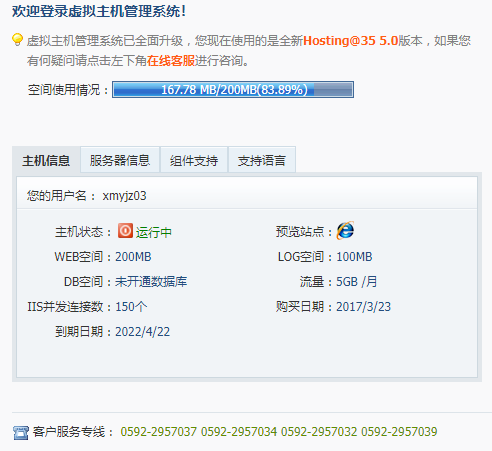 欢迎登录虚拟主机管理系统！
虚拟主机管理系统已全面升级，您现在使用的是全新Hosting@35 5.0版本，如果您
有何疑问请点击左下角在线客服进行咨询。
空间使用情况： 167.78 MB/200MB(83.89%)
主机信息 服务器信息 组件支持 支持语言
您的用户名： xmyjz03
主机状态： 运行中 预览站点：
WEB空间： 200MB LOG空间： 100MB
DB空间： 未开通数据库 流量： 5GB /月
IIS并发连接数： 150个 购买日期： 2017/3/23
到期日期： 2022/4/22
客户服务专线： 0592-2957037 0592-2957034 0592-2957032 0592-2957039